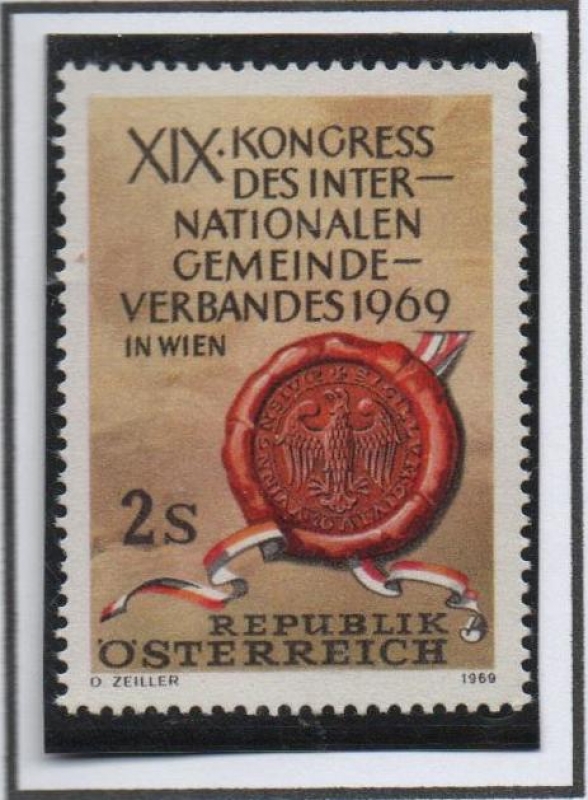 XIX. KONGRESS
DES INTER-
NATIONALEN
GEMEINDE-
VERBANDES 1969
IN WIEN
2S
REPUBLIK
ÖSTERREICH
O. ZEILLER 1969